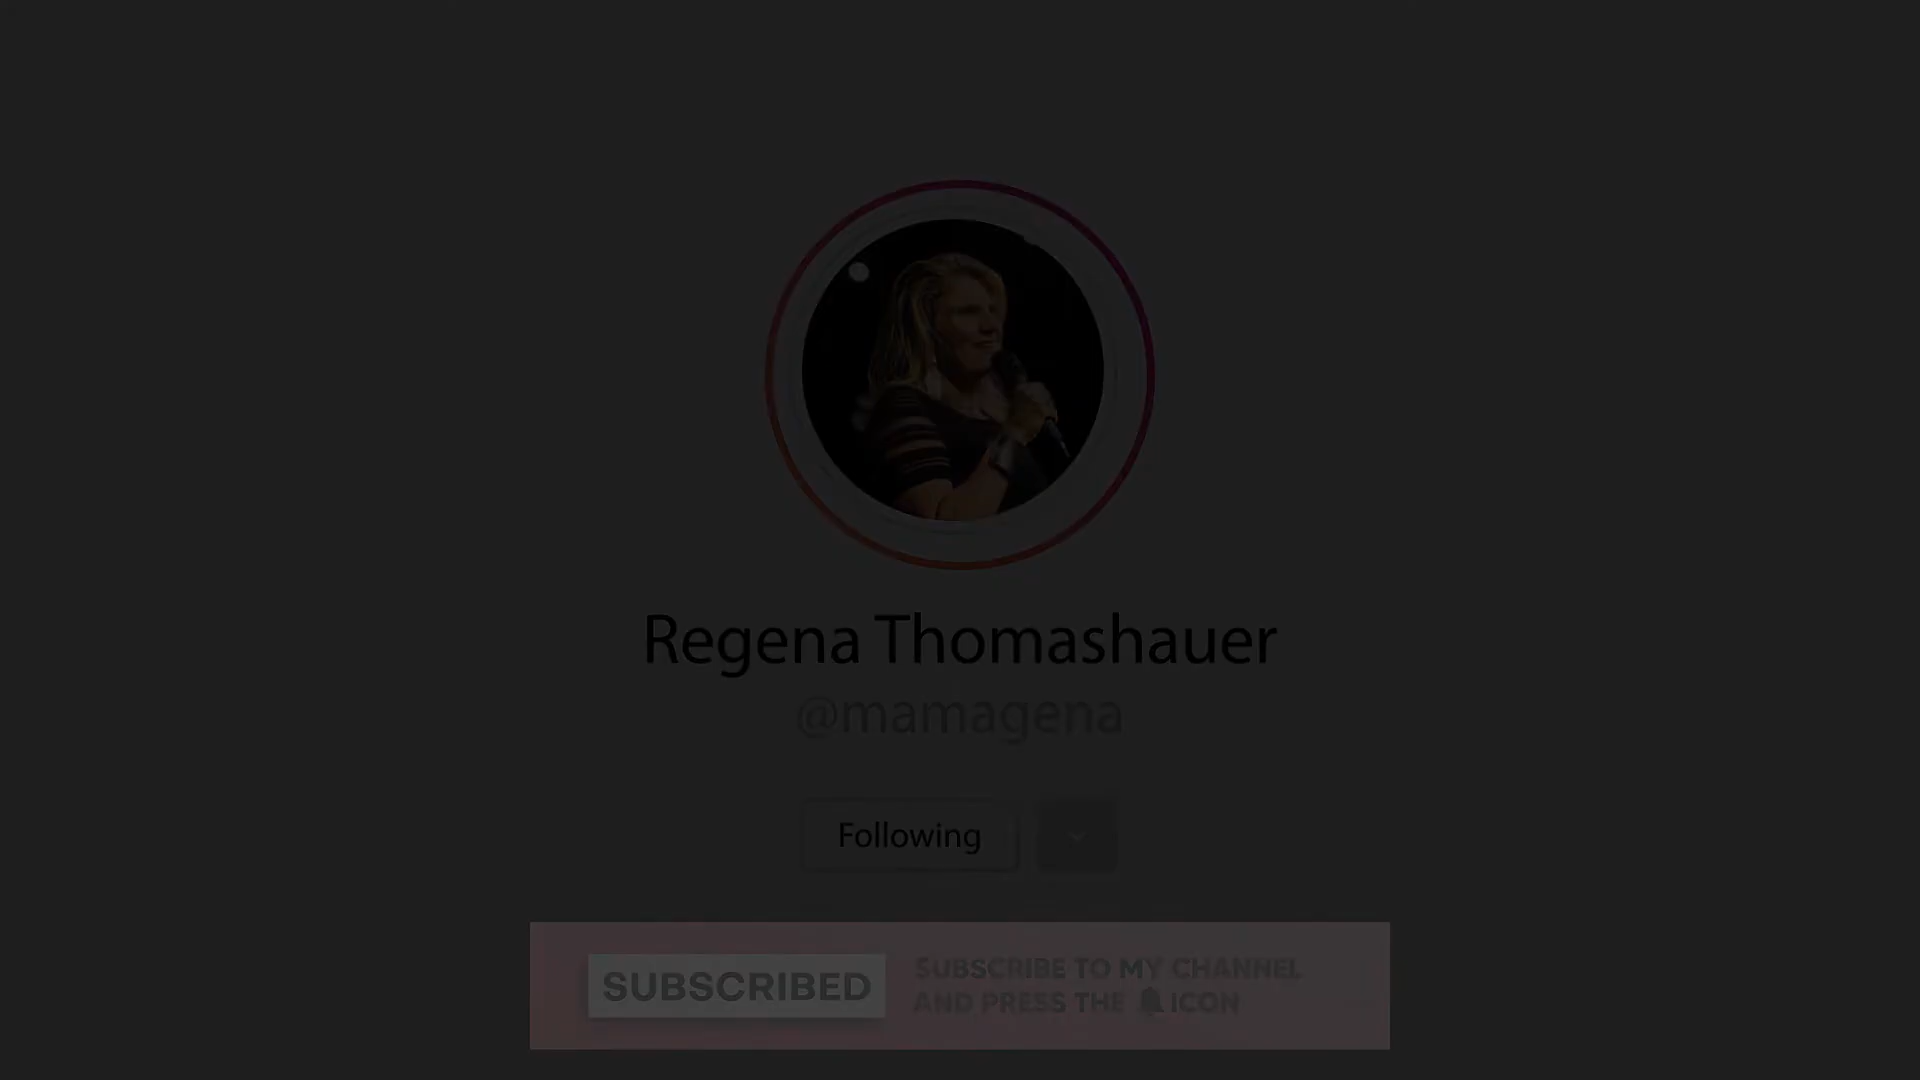 Regena Thomashauer
@mamagena
Following
SUBSCRIBED
SUBSCRIBE TO MY CHANNEL
AND PRESS THE ICON